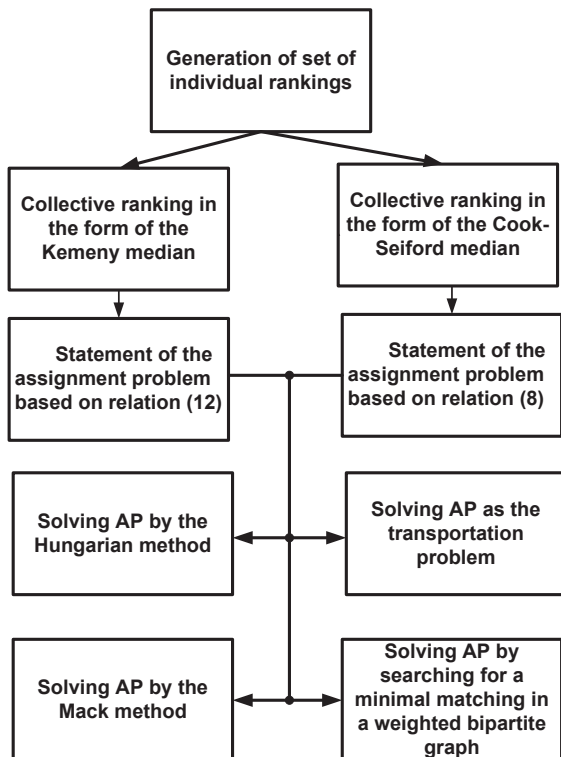 Generation of set of
individual rankings
Collective ranking in
the form of the
Kemeny median
Collective ranking in
the form of the Cook-
Seiford median
Statement of the
assignment problem
based on relation (12)
Statement of the
assignment problem
based on relation (8)
Solving AP by the
Hungarian method
Solving AP as the
transportation
problem
Solving AP by the
Mack method
Solving AP by
searching for a
minimal matching in
a weighted bipartite
graph